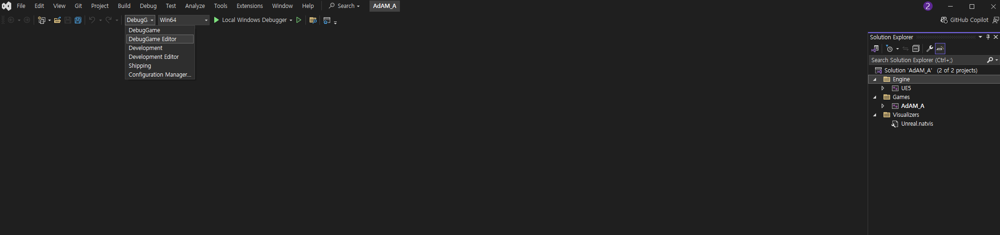 File Edit View Git Project Build Debug Test Analyze Tools Extensions Window Help Search AdAM_A 2
DebugG Win64 Local Windows Debugger GitHub Copilot
DebugGame
DebugGame Editor
Development
Development Editor
Shipping
Configuration Manager...
Solution Explorer
Search Solution Explorer (Ctrl+;)
Solution 'AdAM_A' (2 of 2 projects)
Engine
UE5
Games
AdAM_A
Visualizers
Unreal.natvis